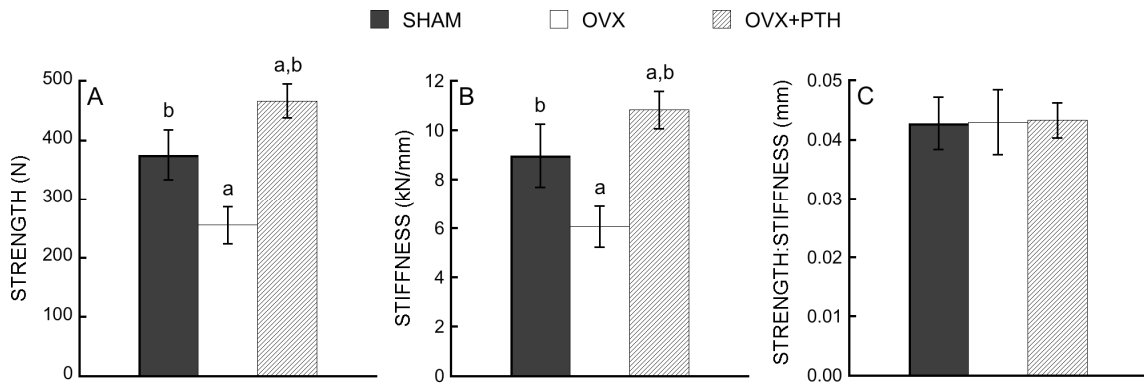 SHAM OVX OVX+PTH
A
STRENGTH (N)
500
400
300
200
100
0
b
a
a,b
B
STIFFNESS (kN/mm)
12
10
8
6
4
2
0
b
a
a,b
C
STRENGTH:STIFFNESS (mm)
0.05
0.04
0.03
0.02
0.01
0.00